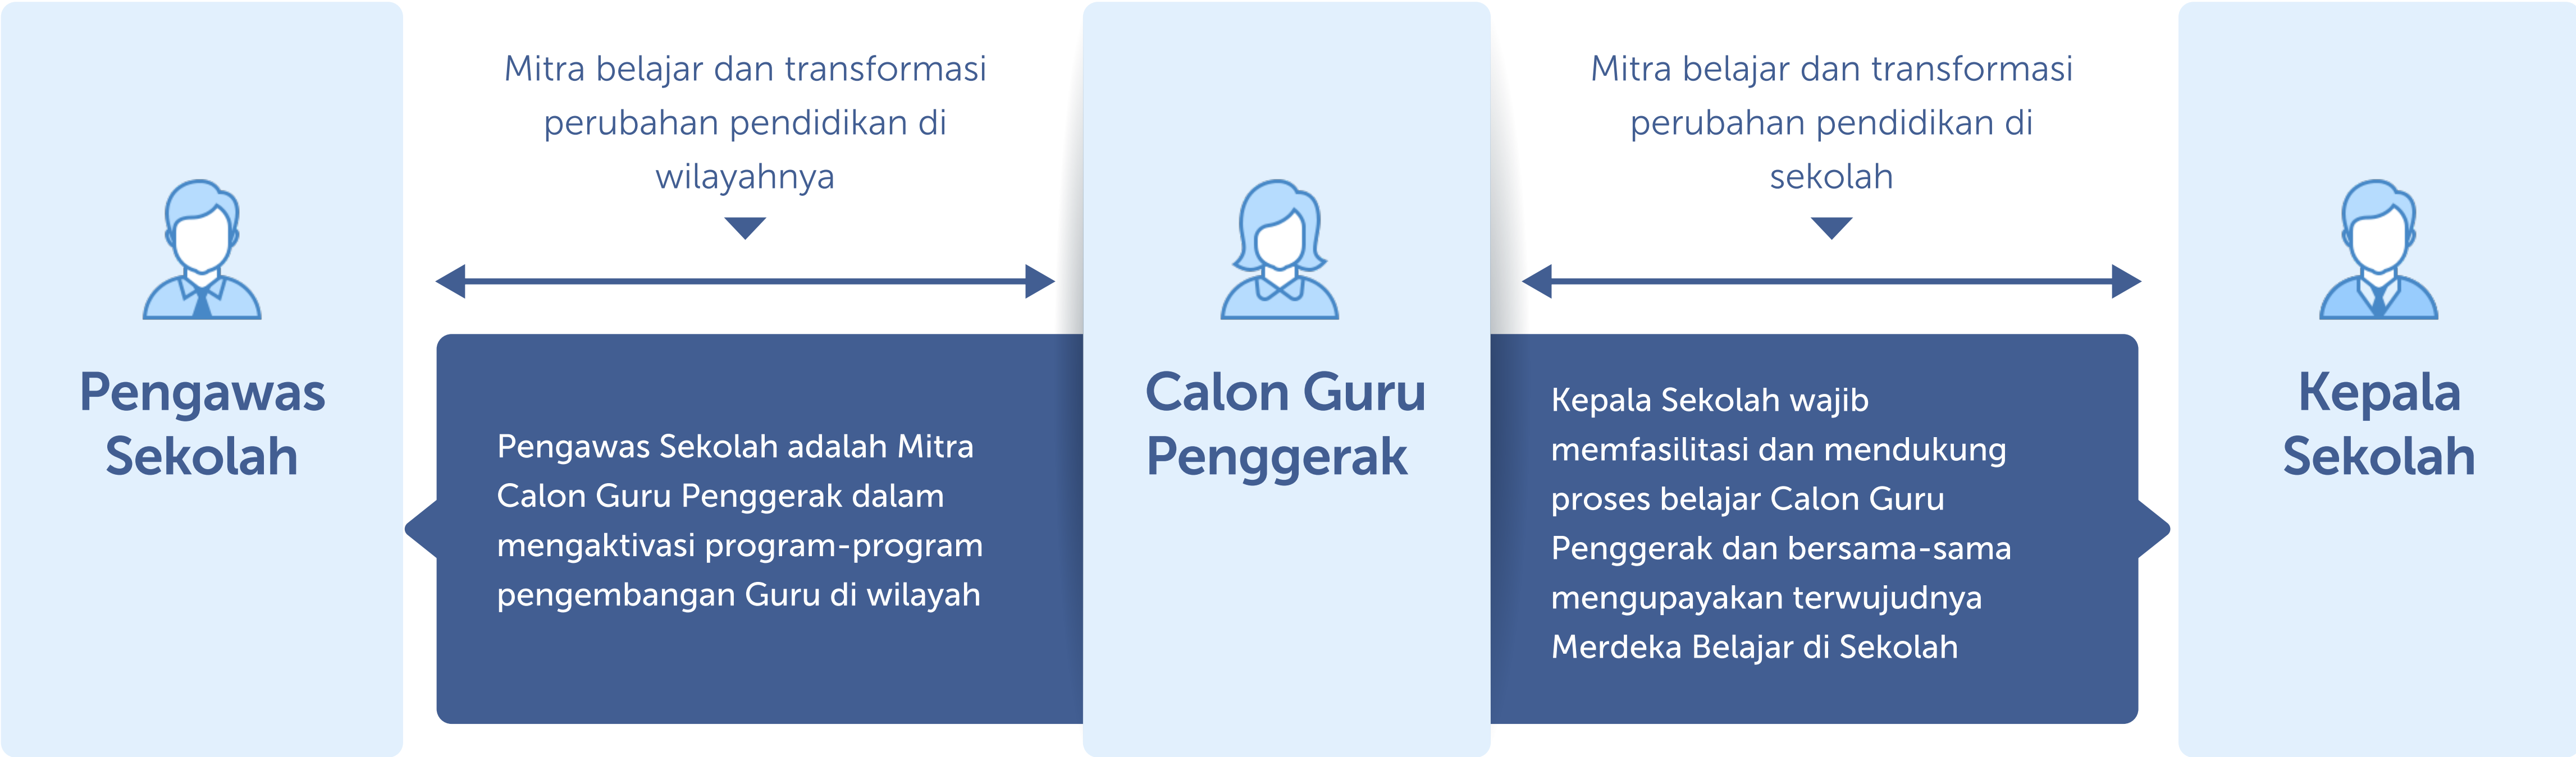 Pengawas
Sekolah
Mitra belajar dan transformasi
perubahan pendidikan di
wilayahnya
Pengawas Sekolah adalah Mitra
Calon Guru Penggerak dalam
mengaktivasi program-program
pengembangan Guru di wilayah
Calon Guru
Penggerak
Mitra belajar dan transformasi
perubahan pendidikan di
sekolah
Kepala Sekolah wajib
memfasilitasi dan mendukung
proses belajar Calon Guru
Penggerak dan bersama-sama
mengupayakan terwujudnya
Merdeka Belajar di Sekolah
Kepala
Sekolah